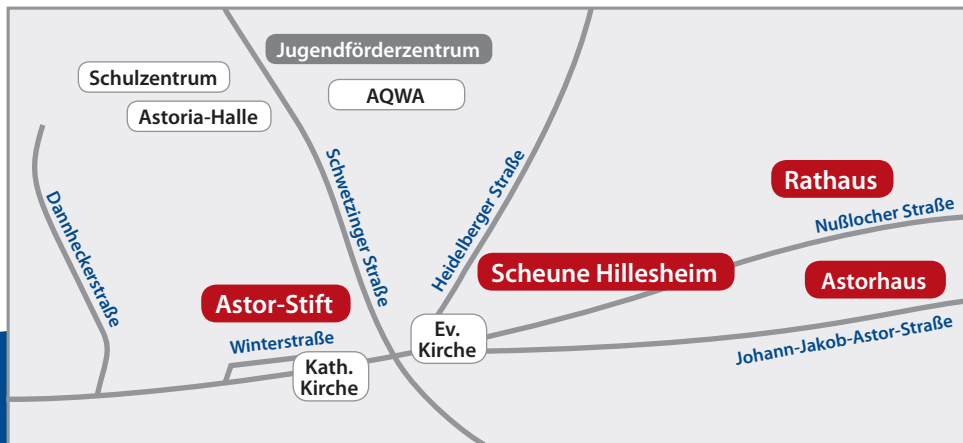 Jugendförderzentrum
Schulzentrum
AQWA
Astoria-Halle
Schwetzinger Straße
Heidelberger Straße
Dannheckerstraße
Rathaus
Nußlocher Straße
Scheune Hillesheim
Astorhaus
Astor-Stift
Winterstraße
Ev.
Kirche
Johann-Jakob-Astor-Straße
Kath.
Kirche